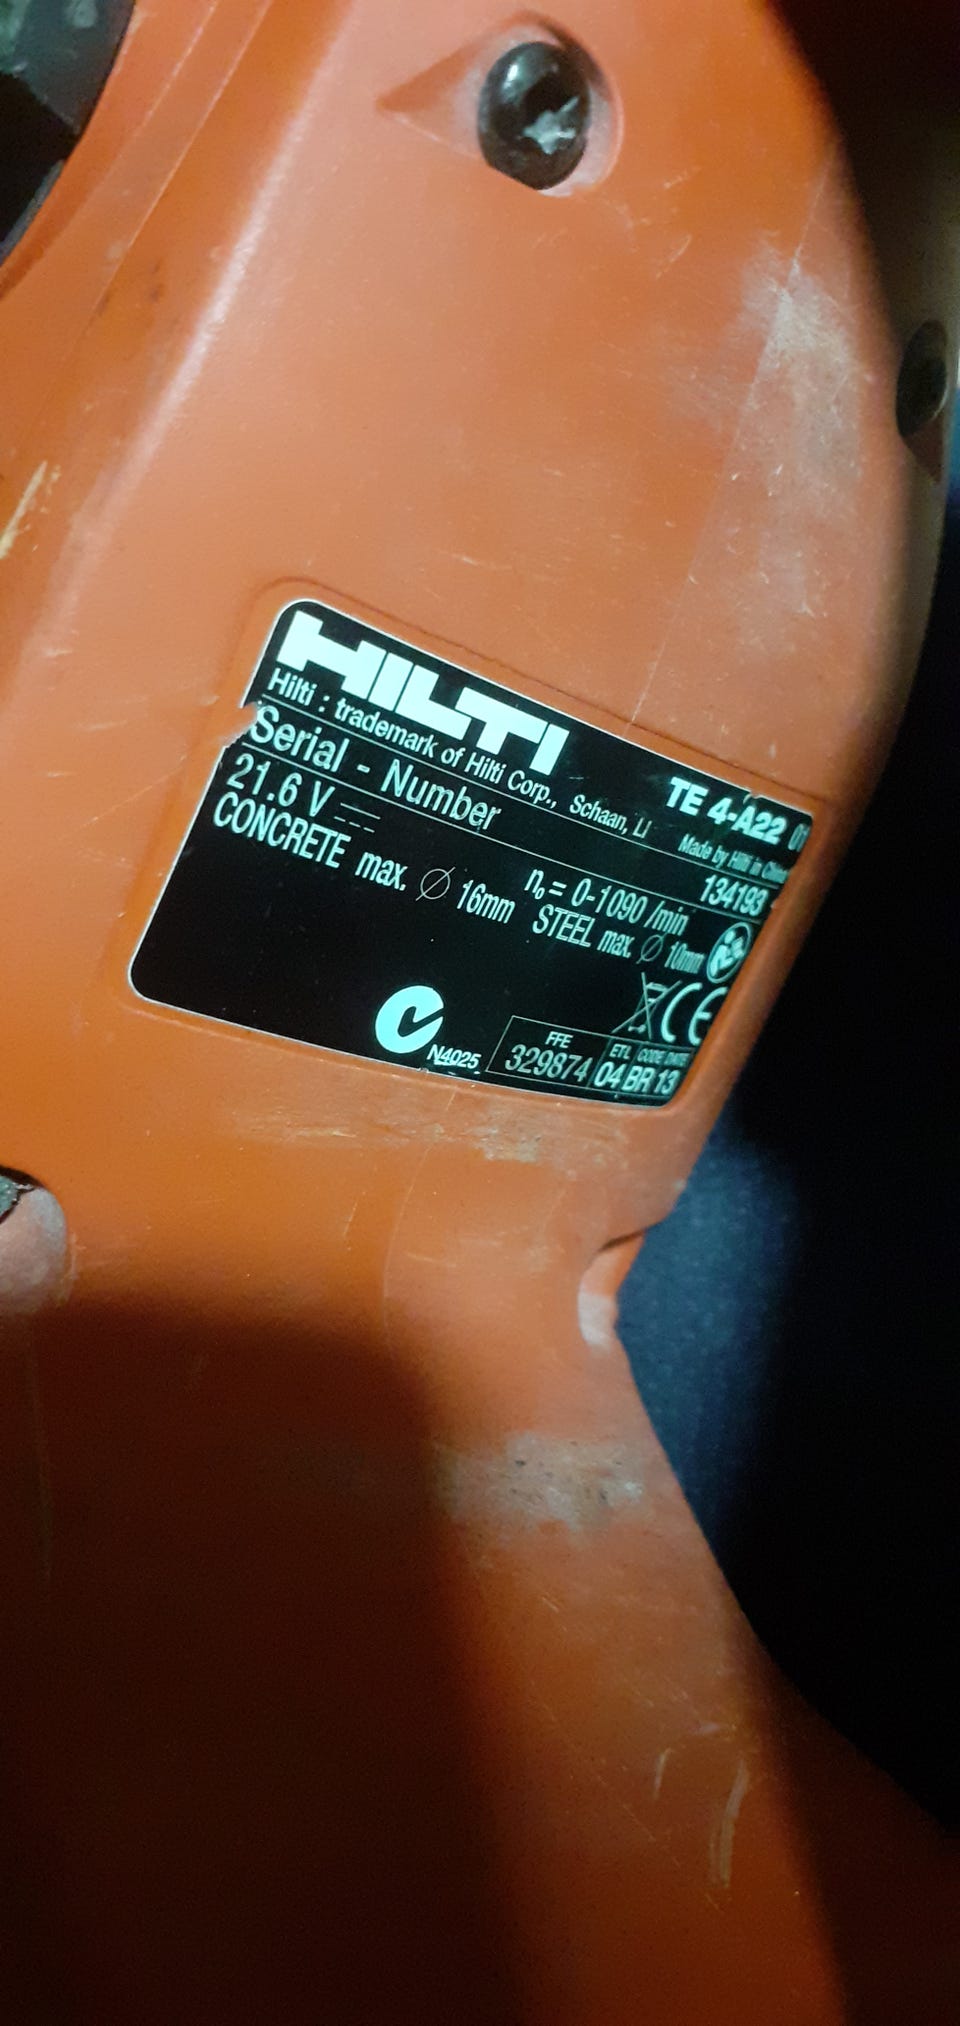 HILTI
TE 4-A22 01
Hilti : trademark of Hilti Corp., Schaan, LI
Made by Hilti in
Serial - Number
134193
21.6 V
n₀ = 0-1090 /min
CONCRETE max. Ø 16mm STEEL max. Ø 10mm
CE
N4025
FFE
329874
ETL CODE DATE
04 BR 13